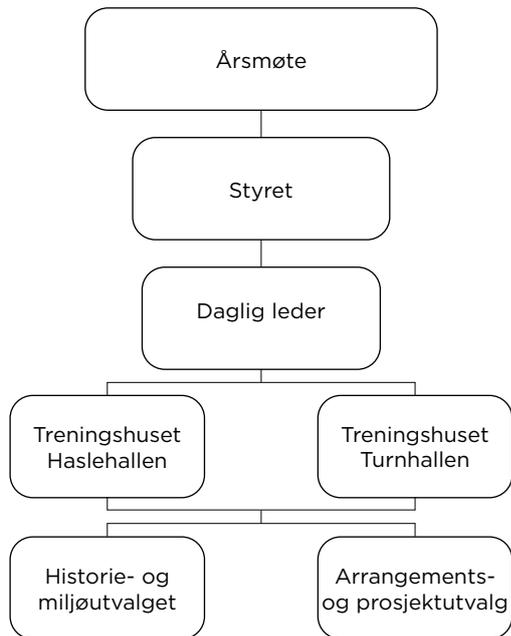 Årsmøte
Styret
Daglig leder
Treningshuset
Haslehallen
Treningshuset
Turnhallen
Historie- og
miljøutvalget
Arrangements-
og prosjektutvalg